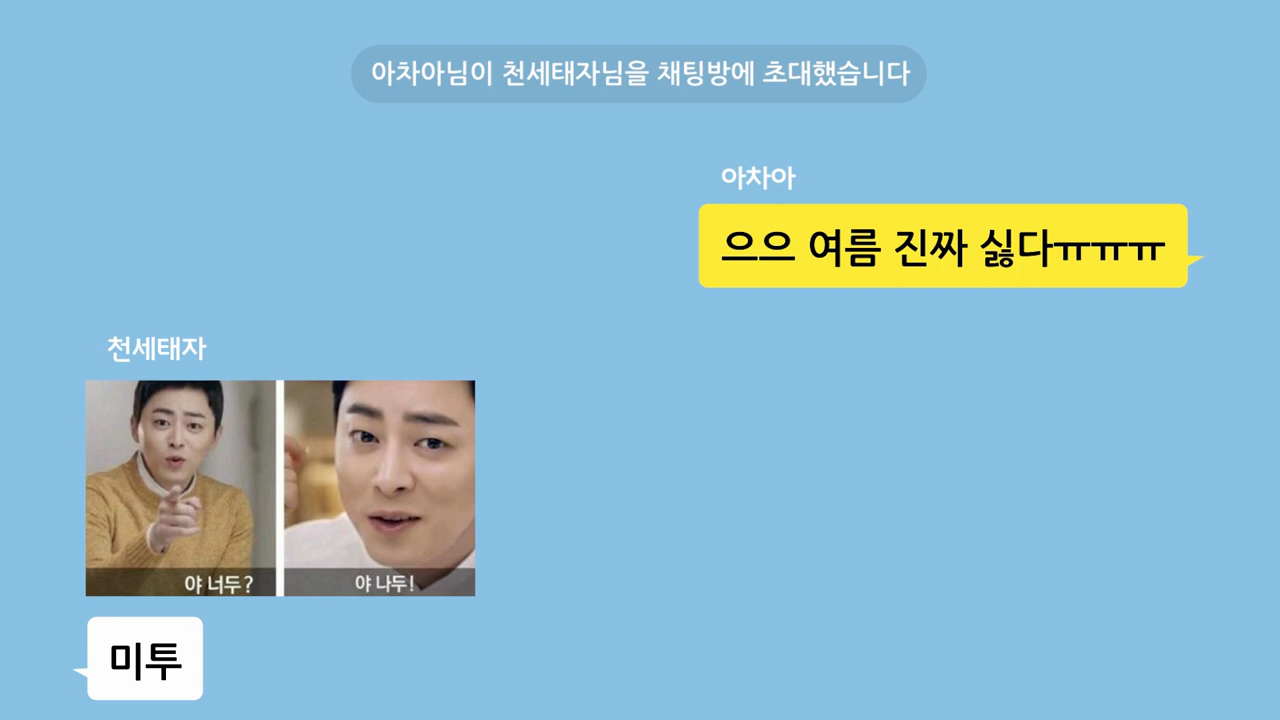 아차아님이 천세태자님을 채팅방에 초대했습니다
아차아
으으 여름 진짜 싫다ㅠㅠㅠ
천세태자
야 너두?
야 나두!
미투